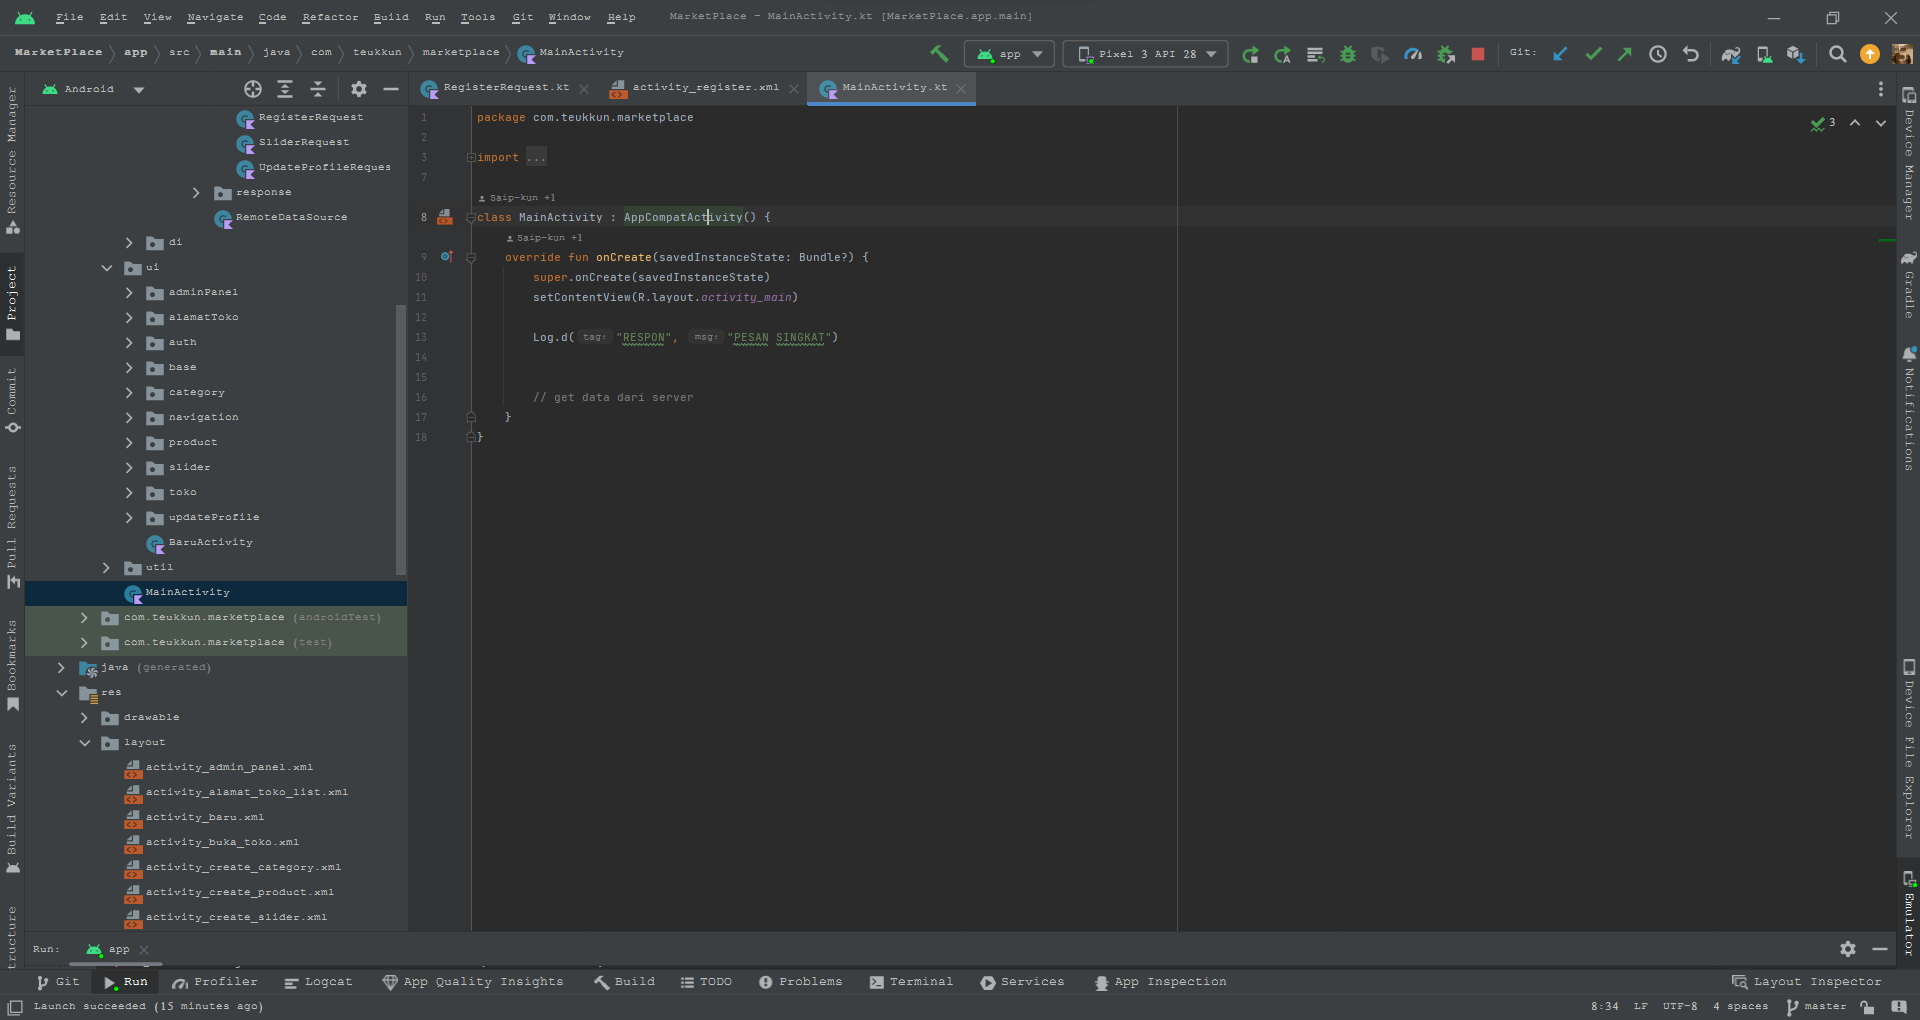 File Edit View Navigate Code Refactor Build Run Tools Git Window Help MarketPlace – MainActivity.kt [MarketPlace.app.main]
MarketPlace app src main java com teukkun marketplace MainActivity app Pixel 3 API 28 Git:
Android
RegisterRequest.kt activity_register.xml MainActivity.kt
RegisterRequest
SliderRequest
UpdateProfileReques
response
RemoteDataSource
di
ui
adminPanel
alamatToko
auth
base
category
navigation
product
slider
toko
updateProfile
BaruActivity
util
MainActivity
com.teukkun.marketplace (androidTest)
com.teukkun.marketplace (test)
java (generated)
res
drawable
layout
activity_admin_panel.xml
activity_alamat_toko_list.xml
activity_baru.xml
activity_buka_toko.xml
activity_create_category.xml
activity_create_product.xml
activity_create_slider.xml
1 package com.teukkun.marketplace
2
3 import ...
7
Saip-kun +1
8 class MainActivity : AppCompatActivity() {
Saip-kun +1
9 override fun onCreate(savedInstanceState: Bundle?) {
10 super.onCreate(savedInstanceState)
11 setContentView(R.layout.activity_main)
12
13 Log.d( tag: "RESPON", msg: "PESAN SINGKAT")
14
15
16 // get data dari server
17 }
18 }
3
Resource Manager
Project
Commit
Pull Requests
Bookmarks
Build Variants
tructure
Device Manager
Gradle
Notifications
Device File Explorer
Emulator
Run: app
Git Run Profiler Logcat App Quality Insights Build TODO Problems Terminal Services App Inspection Layout Inspector
Launch succeeded (15 minutes ago) 8:34 LF UTF-8 4 spaces master